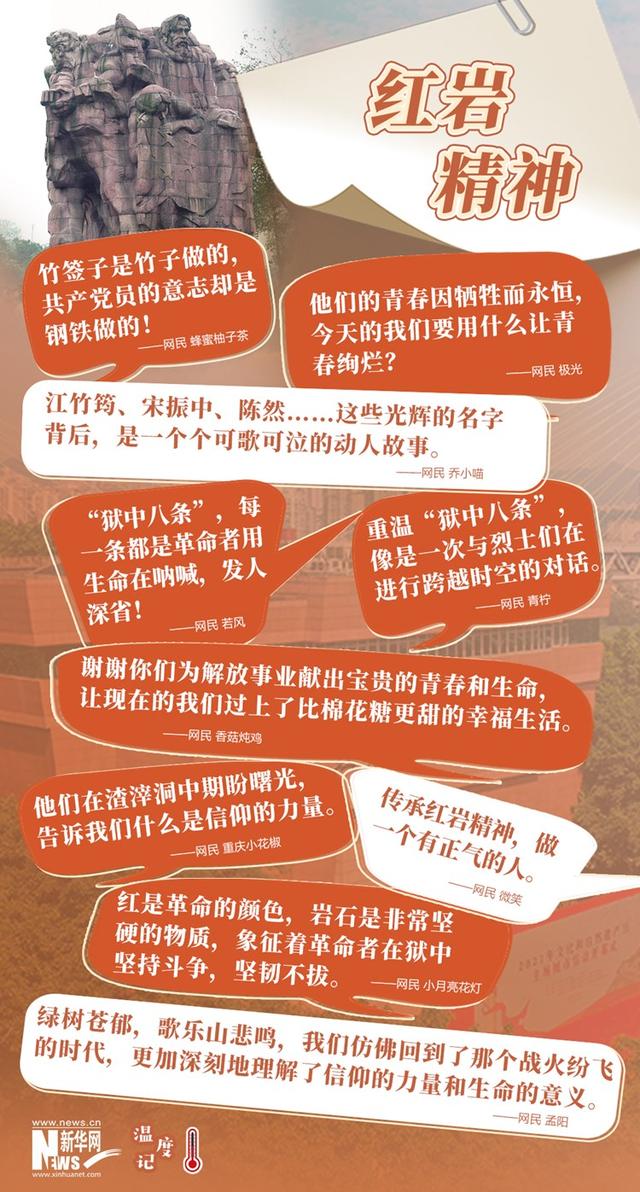 红岩
精神
竹签子是竹子做的，
共产党员的意志却是
钢铁做的！
——网民 蜂蜜柚子茶
他们的青春因牺牲而永恒，
今天的我们要用什么让青
春绚烂？
——网民 极光
江竹筠、宋振中、陈然……这些光辉的名字
背后，是一个个可歌可泣的动人故事。
——网民 乔小喵
“狱中八条”，每
一条都是革命者用
生命在呐喊，发人
深省！
——网民 若风
重温“狱中八条”，
像是一次与烈士们在
进行跨越时空的对话。
——网民 青柠
谢谢你们为解放事业献出宝贵的青春和生命，
让现在的我们过上了比棉花糖更甜的幸福生活。
——网民 香菇炖鸡
他们在渣滓洞中期盼曙光，
告诉我们什么是信仰的力量。
——网民 重庆小花椒
传承红岩精神，做
一个有正气的人。
——网民 微笑
红是革命的颜色，岩石是非常坚
硬的物质，象征着革命者在狱中
坚持斗争，坚韧不拔。
——网民 小月亮花灯
绿树苍郁，歌乐山悲鸣，我们仿佛回到了那个战火纷飞
的时代，更加深刻地理解了信仰的力量和生命的意义。
——网民 孟阳
www.news.cn
NEWS 新华网
www.xinhuanet.com
温度记